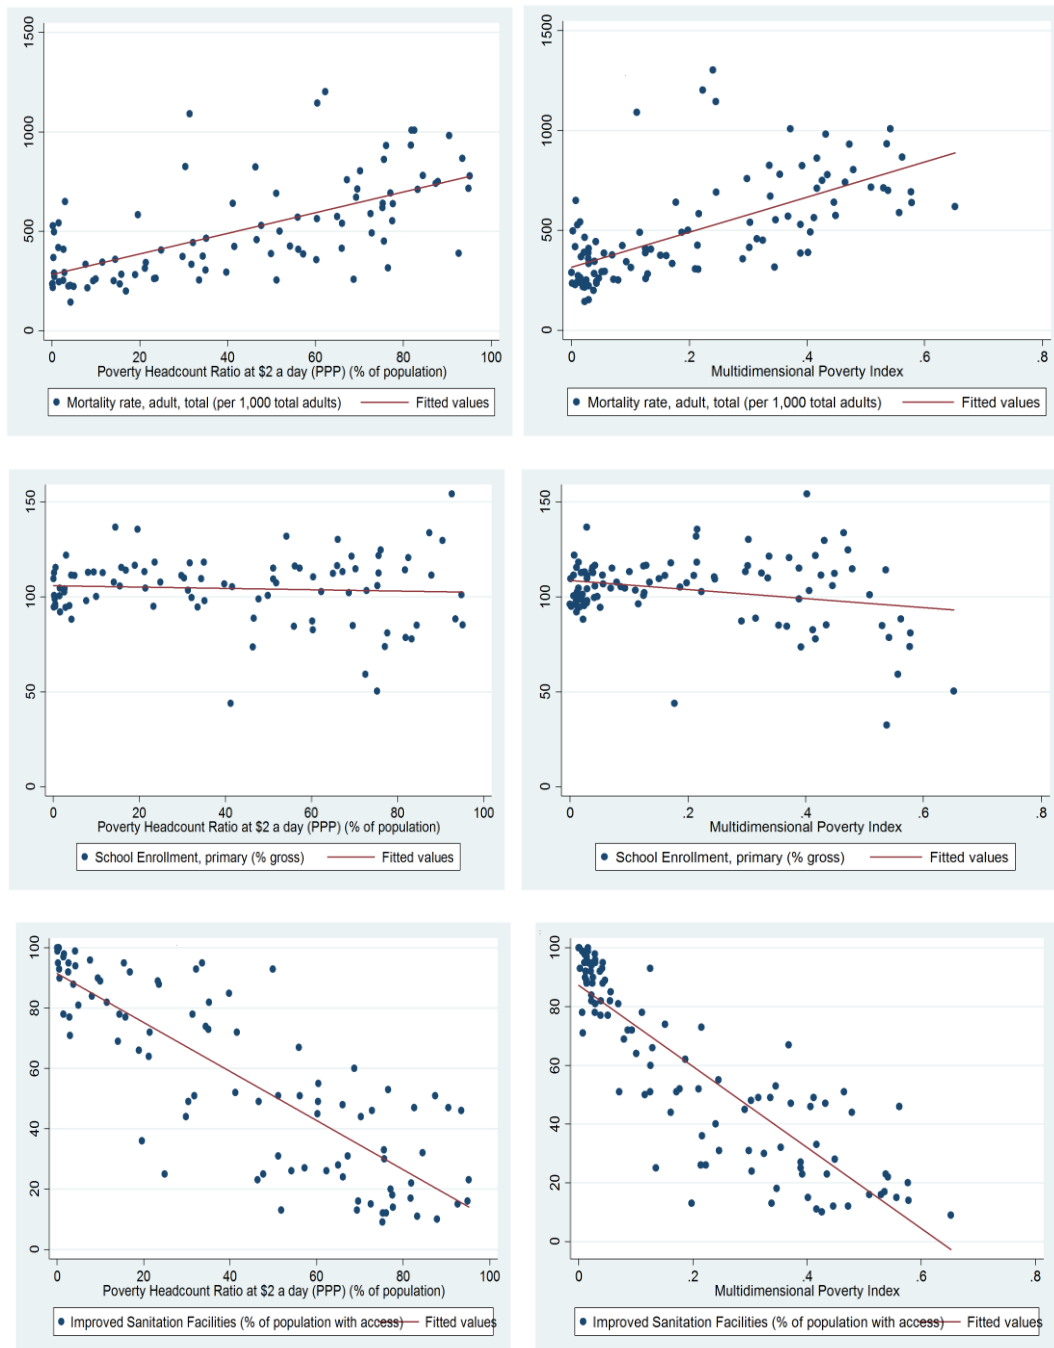 1500
1000
500
0
0 20 40 60 80 100
Poverty Headcount Ratio at $2 a day (PPP) (% of population)
Mortality rate, adult, total (per 1,000 total adults) Fitted values
1500
1000
500
0
0 .2 .4 .6 .8
Multidimensional Poverty Index
Mortality rate, adult, total (per 1,000 total adults) Fitted values
150
100
50
0
0 20 40 60 80 100
Poverty Headcount Ratio at $2 a day (PPP) (% of population)
School Enrollment, primary (% gross) Fitted values
150
100
50
0
0 .2 .4 .6 .8
Multidimensional Poverty Index
School Enrollment, primary (% gross) Fitted values
100
80
60
40
20
0
0 20 40 60 80 100
Poverty Headcount Ratio at $2 a day (PPP) (% of population)
Improved Sanitation Facilities (% of population with access) Fitted values
100
80
60
40
20
0
0 .2 .4 .6 .8
Multidimensional Poverty Index
Improved Sanitation Facilities (% of population with access) Fitted values